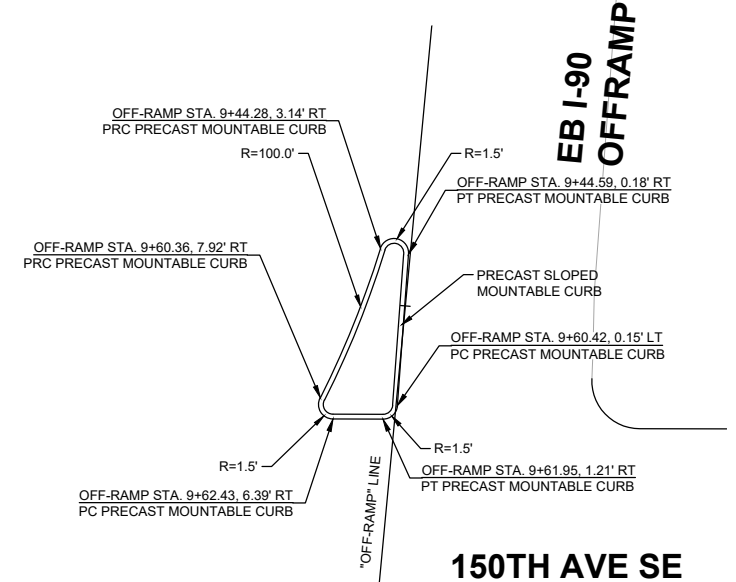 EB I-90
OFFRAMP
OFF-RAMP STA. 9+44.28, 3.14' RT
PRC PRECAST MOUNTABLE CURB
R=100.0'
R=1.5'
OFF-RAMP STA. 9+44.59, 0.18' RT
PT PRECAST MOUNTABLE CURB
OFF-RAMP STA. 9+60.36, 7.92' RT
PRC PRECAST MOUNTABLE CURB
PRECAST SLOPED
MOUNTABLE CURB
OFF-RAMP STA. 9+60.42, 0.15' LT
PC PRECAST MOUNTABLE CURB
R=1.5'
R=1.5'
OFF-RAMP STA. 9+61.95, 1.21' RT
PT PRECAST MOUNTABLE CURB
OFF-RAMP STA. 9+62.43, 6.39' RT
PC PRECAST MOUNTABLE CURB
"OFF-RAMP" LINE
150TH AVE SE